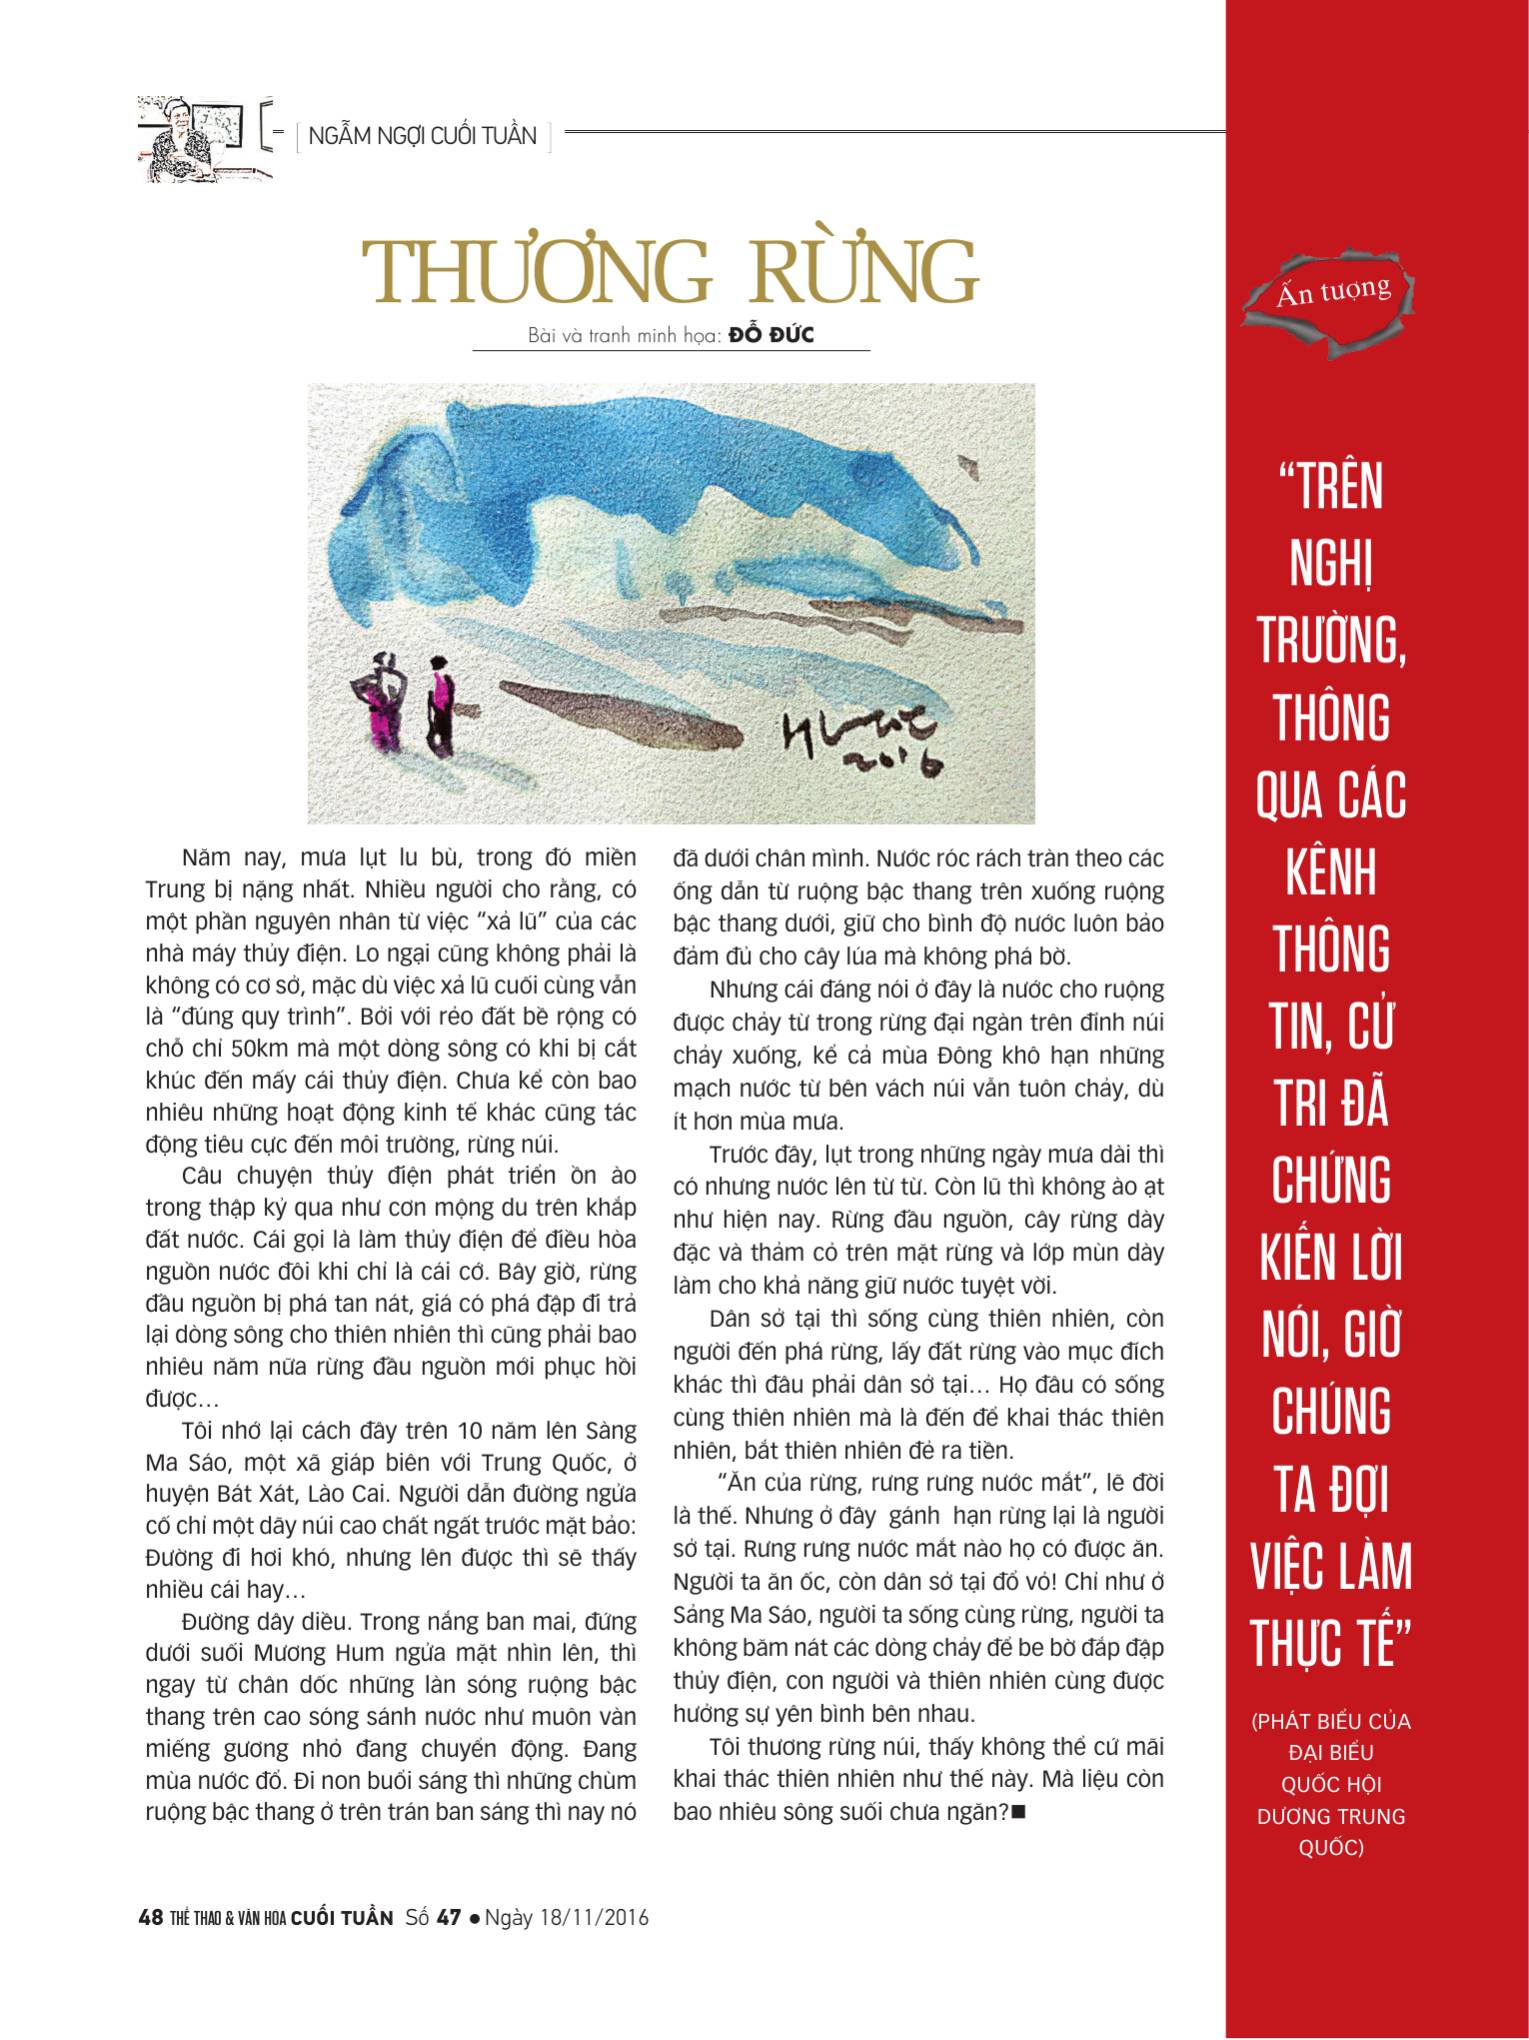 NGẪM NGỢI CUỐI TUẦN
THƯƠNG RỪNG
Bài và tranh minh họa: ĐỖ ĐỨC
2016
Năm nay, mưa lụt lu bù, trong đó miền
Trung bị nặng nhất. Nhiều người cho rằng, có
một phần nguyên nhân từ việc “xả lũ” của các
nhà máy thủy điện. Lo ngại cũng không phải là
không có cơ sở, mặc dù việc xả lũ cuối cùng vẫn
là “đúng quy trình”. Bởi với rẻo đất bề rộng có
chỗ chỉ 50km mà một dòng sông có khi bị cắt
khúc đến mấy cái thủy điện. Chưa kể còn bao
nhiêu những hoạt động kinh tế khác cũng tác
động tiêu cực đến môi trường, rừng núi.
Câu chuyện thủy điện phát triển ồn ào
trong thập kỷ qua như cơn mộng du trên khắp
đất nước. Cái gọi là làm thủy điện để điều hòa
nguồn nước đôi khi chỉ là cái cớ. Bây giờ, rừng
đầu nguồn bị phá tan nát, giá có phá đập đi trả
lại dòng sông cho thiên nhiên thì cũng phải bao
nhiêu năm nữa rừng đầu nguồn mới phục hồi
được...
Tôi nhớ lại cách đây trên 10 năm lên Sàng
Ma Sáo, một xã giáp biên với Trung Quốc, ở
huyện Bát Xát, Lào Cai. Người dẫn đường ngửa
cổ chỉ một dãy núi cao chất ngất trước mặt bảo:
Đường đi hơi khó, nhưng lên được thì sẽ thấy
nhiều cái hay...
Đường dây diều. Trong nắng ban mai, đứng
dưới suối Mương Hum ngửa mặt nhìn lên, thì
ngay từ chân dốc những làn sóng ruộng bậc
thang trên cao sóng sánh nước như muôn vàn
miếng gương nhỏ đang chuyển động. Đang
mùa nước đổ. Đi non buổi sáng thì những chùm
ruộng bậc thang ở trên trán ban sáng thì nay nó
đã dưới chân mình. Nước róc rách tràn theo các
ống dẫn từ ruộng bậc thang trên xuống ruộng
bậc thang dưới, giữ cho bình độ nước luôn bảo
đảm đủ cho cây lúa mà không phá bờ.
Nhưng cái đáng nói ở đây là nước cho ruộng
được chảy từ trong rừng đại ngàn trên đỉnh núi
chảy xuống, kể cả mùa Đông khô hạn những
mạch nước từ bên vách núi vẫn tuôn chảy, dù
ít hơn mùa mưa.
Trước đây, lụt trong những ngày mưa dài thì
có nhưng nước lên từ từ. Còn lũ thì không ào ạt
như hiện nay. Rừng đầu nguồn, cây rừng dày
đặc và thảm cỏ trên mặt rừng và lớp mùn dày
làm cho khả năng giữ nước tuyệt vời.
Dân sở tại thì sống cùng thiên nhiên, còn
người đến phá rừng, lấy đất rừng vào mục đích
khác thì đâu phải dân sở tại... Họ đâu có sống
cùng thiên nhiên mà là đến để khai thác thiên
nhiên, bắt thiên nhiên đẻ ra tiền.
“Ăn của rừng, rưng rưng nước mắt”, lẽ đời
là thế. Nhưng ở đây gánh hạn rừng lại là người
sở tại. Rưng rưng nước mắt nào họ có được ăn.
Người ta ăn ốc, còn dân sở tại đổ vỏ! Chỉ như ở
Sảng Ma Sáo, người ta sống cùng rừng, người ta
không băm nát các dòng chảy để be bờ đắp đập
thủy điện, con người và thiên nhiên cùng được
hưởng sự yên bình bên nhau.
Tôi thương rừng núi, thấy không thể cứ mãi
khai thác thiên nhiên như thế này. Mà liệu còn
bao nhiêu sông suối chưa ngăn?■
Ấn tượng
“TRÊN
NGHỊ
TRƯỜNG,
THÔNG
QUA CÁC
KÊNH
THÔNG
TIN, CỬ
TRI ĐÃ
CHỨNG
KIẾN LỜI
NÓI, GIỜ
CHÚNG
TA ĐỢI
VIỆC LÀM
THỰC TẾ”
(PHÁT BIỂU CỦA
ĐẠI BIỂU
QUỐC HỘI
DƯƠNG TRUNG
QUỐC)
48 THỂ THAO & VĂN HÓA CUỐI TUẦN Số 47 ● Ngày 18/11/2016